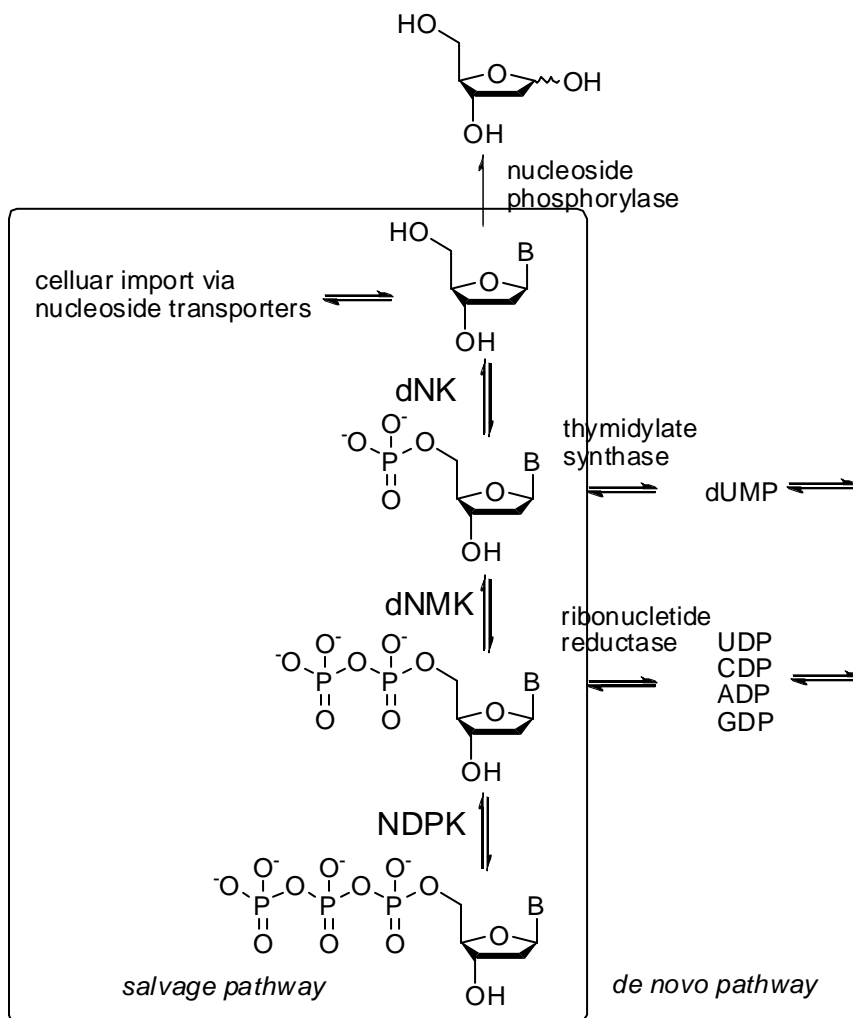 HO
O
OH
OH
nucleoside
phosphorylase
HO
B
O
OH
celluar import via
nucleoside transporters
dNK
O-
-O
P
O
O
B
O
OH
thymidylate
synthase
dUMP
dNMK
O-
O-
-O
P
O
P
O
O
O
B
O
OH
ribonucletide
reductase
UDP
CDP
ADP
GDP
NDPK
O-
O-
O-
-O
P
O
P
O
P
O
O
O
O
B
O
OH
salvage pathway
de novo pathway